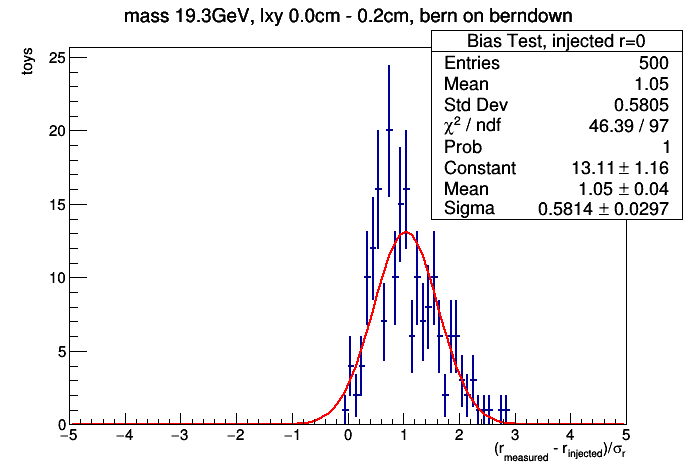 mass 19.3GeV, lxy 0.0cm - 0.2cm, bern on berndown
Bias Test, injected r=0
Entries 500
Mean 1.05
Std Dev 0.5805
χ² / ndf 46.39 / 97
Prob 1
Constant 13.11 ± 1.16
Mean 1.05 ± 0.04
Sigma 0.5814 ± 0.0297
toys
25
20
15
10
5
0
−5 −4 −3 −2 −1 0 1 2 3 4 5
(r_measured - r_injected)/σ_r